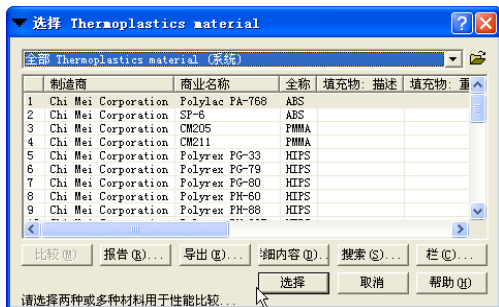 选择 Thermoplastics material
全部 Thermoplastics material (系统)
制造商 商业名称 全称 填充物: 描述 填充物: 重
1 Chi Mei Corporation Polylac PA-768 ABS
2 Chi Mei Corporation SP-6 ABS
3 Chi Mei Corporation CM205 PMMA
4 Chi Mei Corporation CM211 PMMA
5 Chi Mei Corporation Polyrex PG-33 HIPS
6 Chi Mei Corporation Polyrex PG-79 HIPS
7 Chi Mei Corporation Polyrex PG-80 HIPS
8 Chi Mei Corporation Polyrex PH-60 HIPS
9 Chi Mei Corporation Polyrex PH-88 HIPS
比较(M) 报告(R)... 导出(E)... 详细内容(D).. 搜索(S)... 栏(C)...
选择 取消 帮助(H)
请选择两种或多种材料用于性能比较...